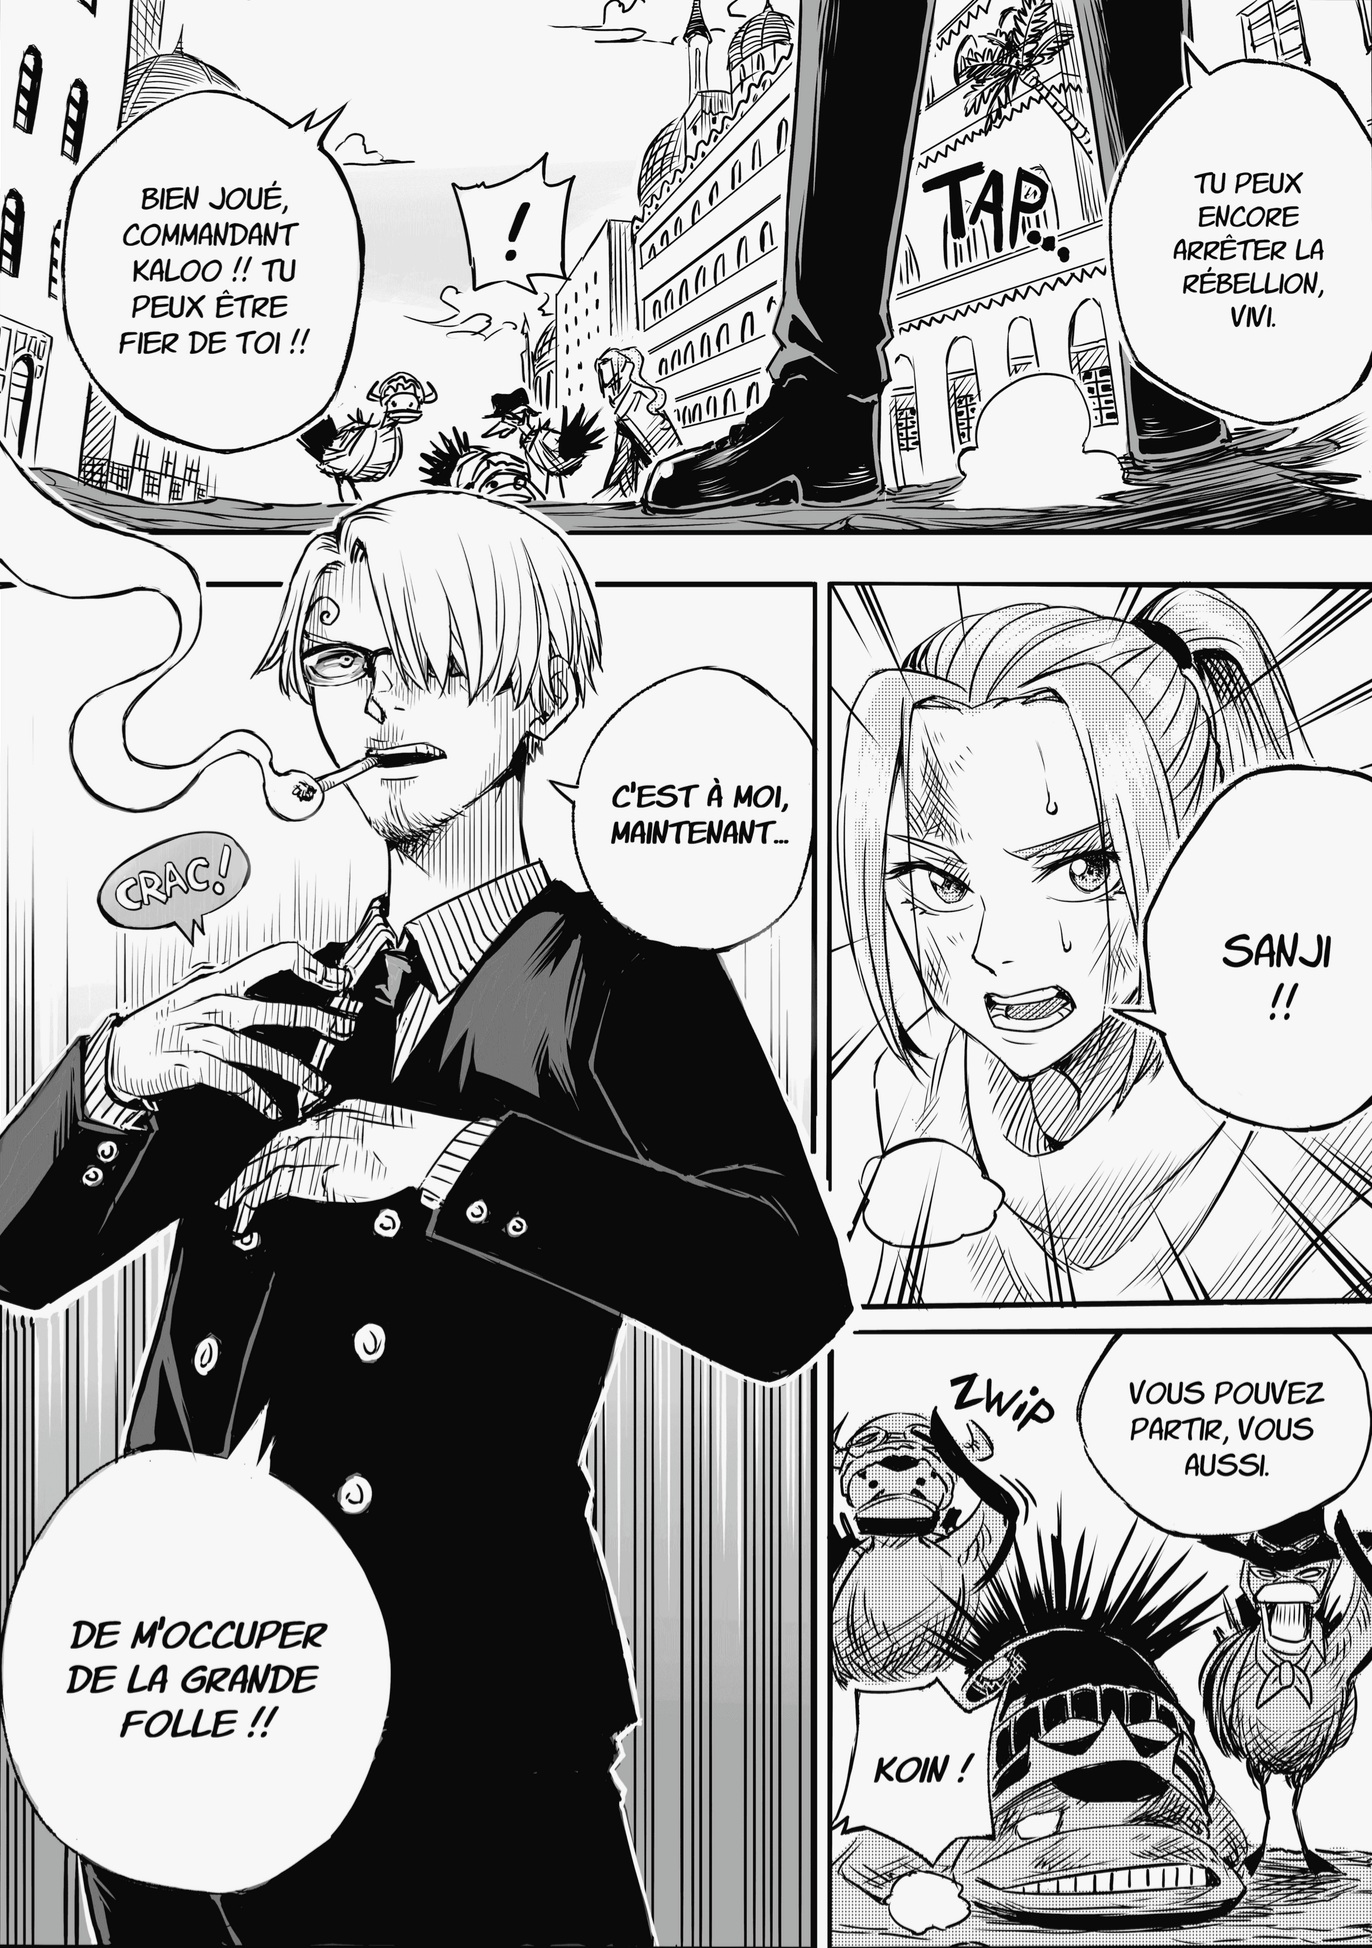 BIEN JOUÉ,
COMMANDANT
KALOO !! TU
PEUX ÊTRE
FIER DE TOI !!
!
TAP...
TU PEUX
ENCORE
ARRÊTER LA
RÉBELLION,
VIVI.
C'EST À MOI,
MAINTENANT...
CRAC!
DE M'OCCUPER
DE LA GRANDE
FOLLE !!
SANJI
!!
ZWIP
VOUS POUVEZ
PARTIR, VOUS
AUSSI.
KOIN !